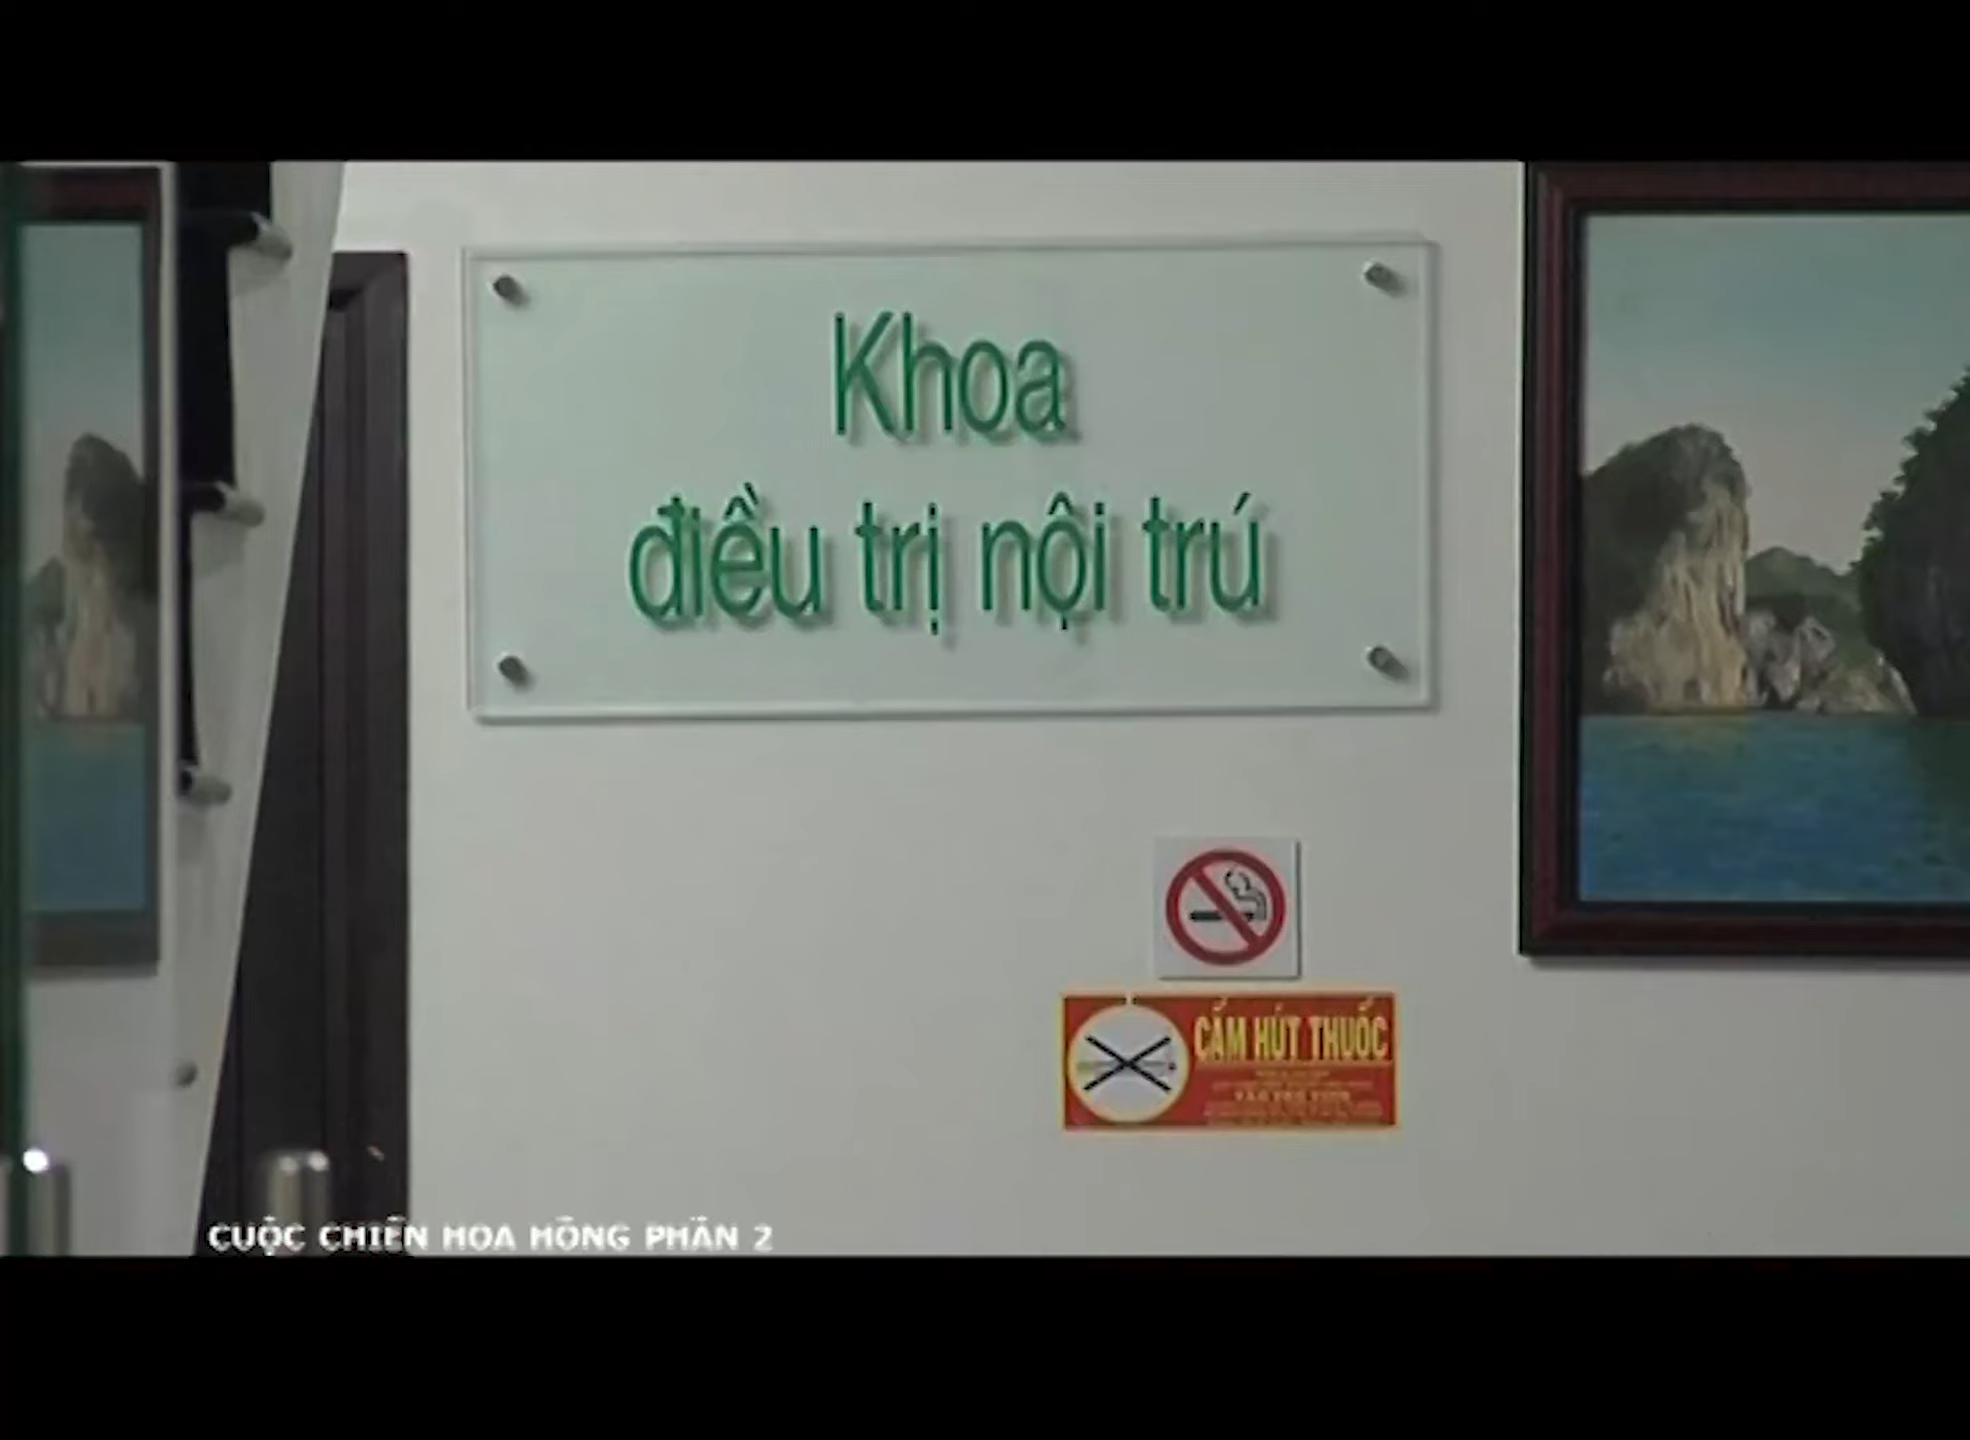 Khoa
điều trị nội trú
CẤM HÚT THUỐC
CUỘC CHIẾN HOA HỒNG PHẦN 2